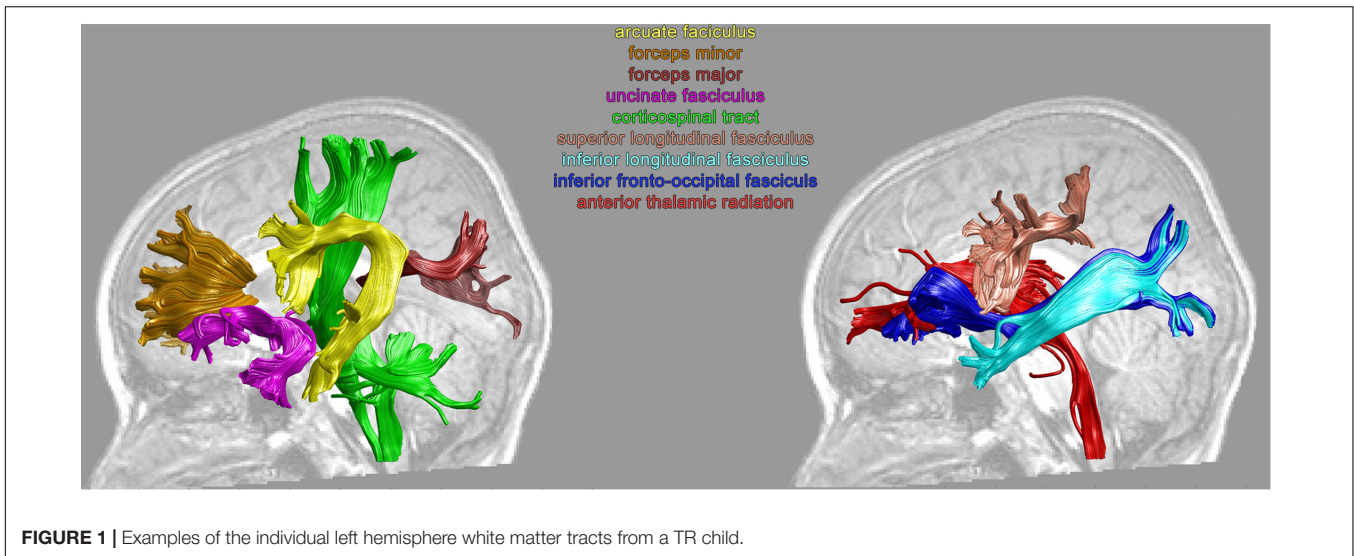 arcuate faciculus
forceps minor
forceps major
uncinate fasciculus
corticospinal tract
superior longitudinal fasciculus
inferior longitudinal fasciculus
inferior fronto-occipital fasciculs
anterior thalamic radiation
FIGURE 1 | Examples of the individual left hemisphere white matter tracts from a TR child.